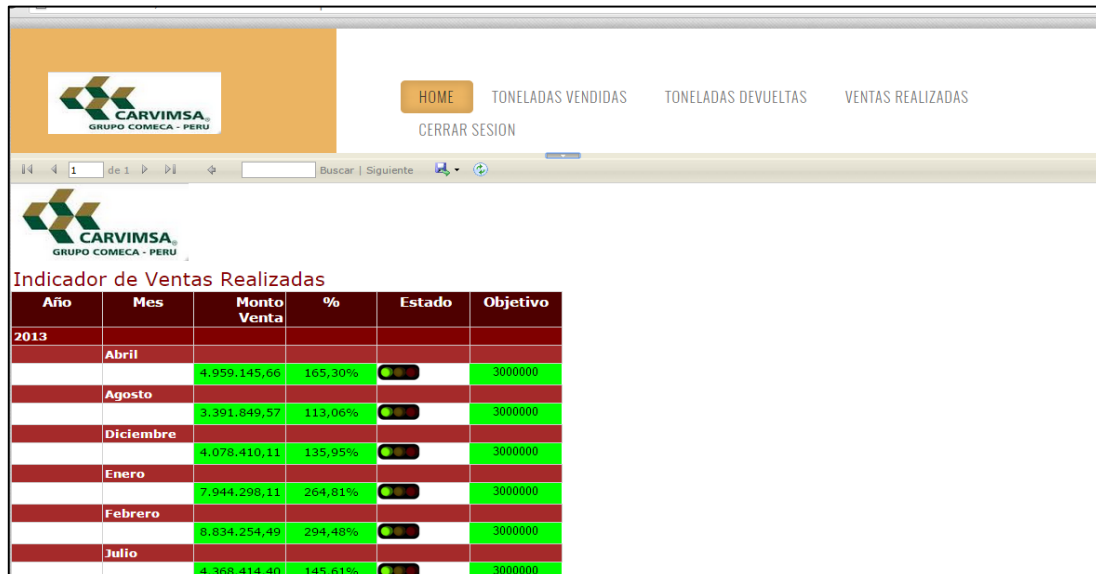 CARVIMSA®
GRUPO COMECA - PERU
HOME TONELADAS VENDIDAS TONELADAS DEVUELTAS VENTAS REALIZADAS
CERRAR SESION
1 de 1 Buscar | Siguiente
CARVIMSA®
GRUPO COMECA - PERU
Indicador de Ventas Realizadas
Año Mes Monto Venta % Estado Objetivo
2013
Abril
4.959.145,66 165,30% 3000000
Agosto
3.391.849,57 113,06% 3000000
Diciembre
4.078.410,11 135,95% 3000000
Enero
7.944.298,11 264,81% 3000000
Febrero
8.834.254,49 294,48% 3000000
Julio
4.368.414,40 145,61% 3000000